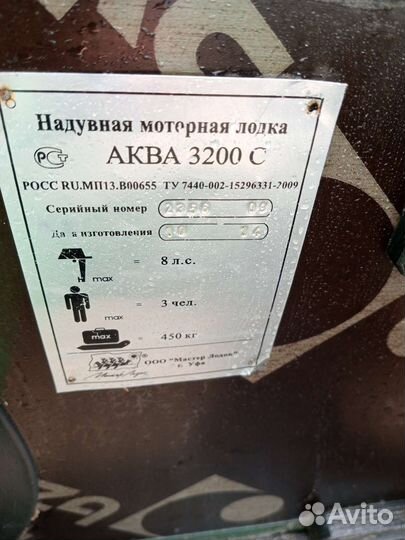 Надувная моторная лодка
АКВА 3200 С
РОСС RU.МП13.В00655 ТУ 7440-002-15296331-2009
Серийный номер
Дата изготовления
max = 8 л.с.
max = 3 чел.
max = 450 кг
ООО "Мастер Лодок"
г. Уфа
Avito